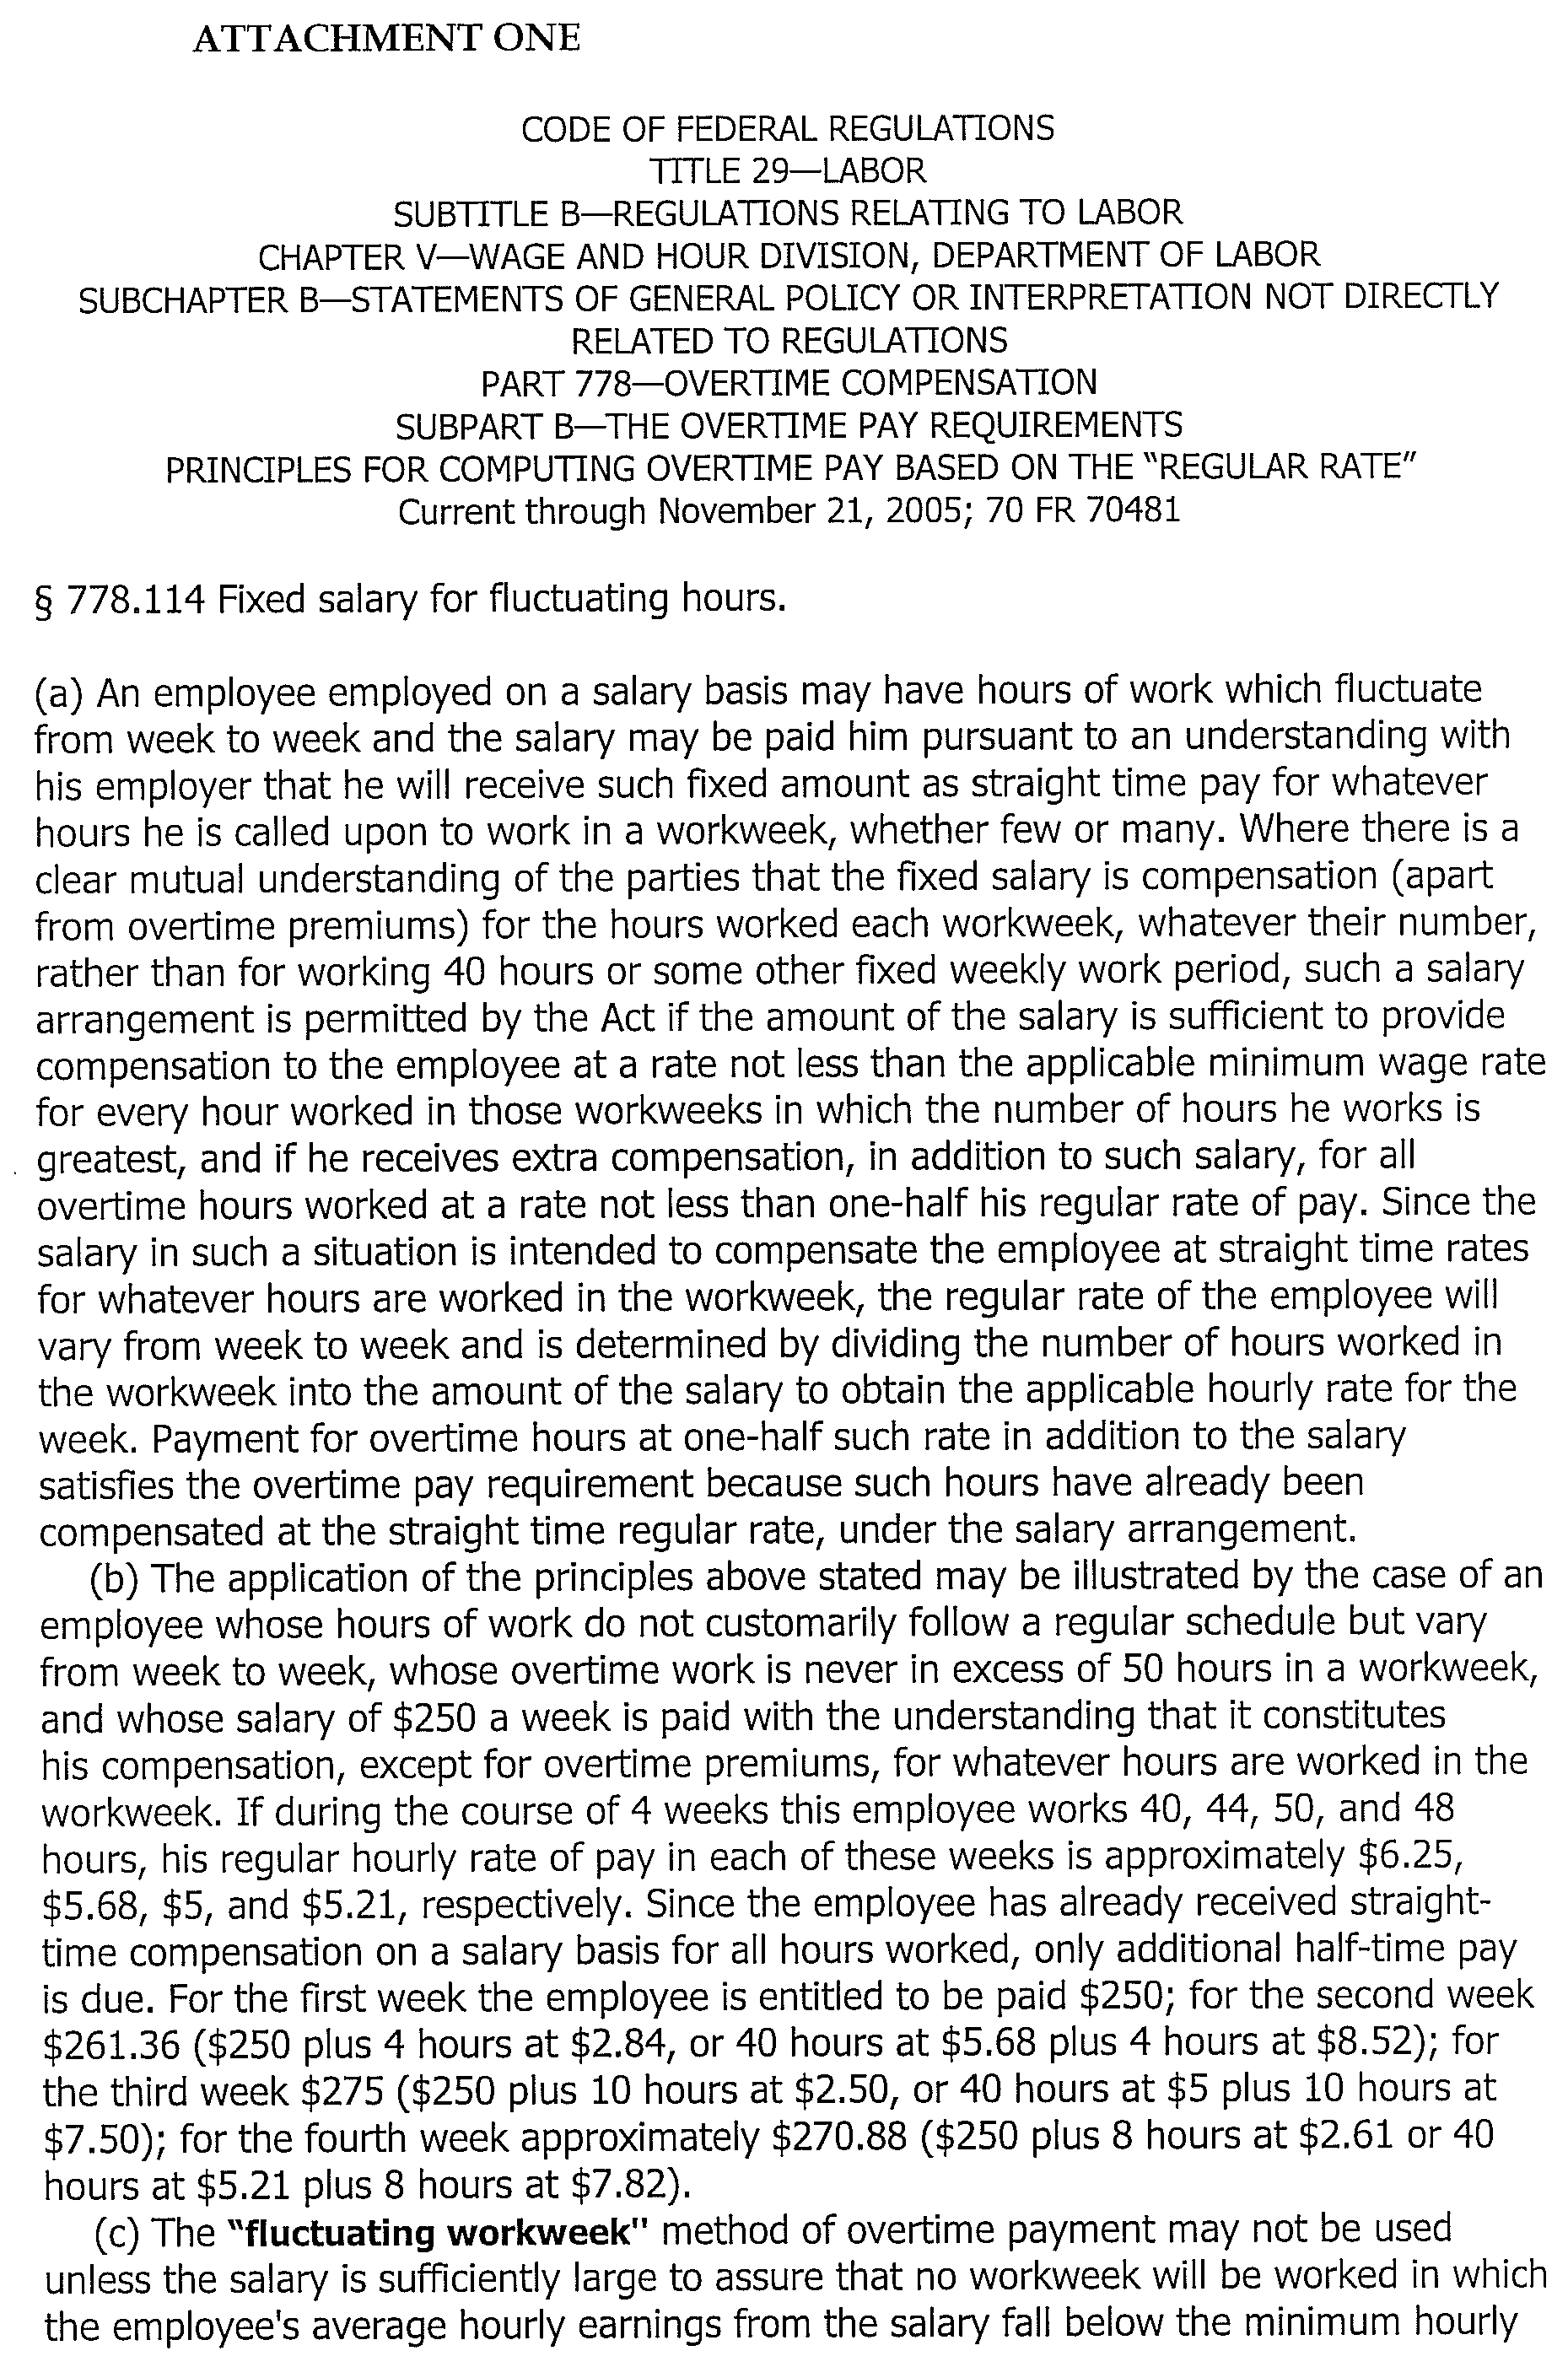 ATTACHMENT ONE
CODE OF FEDERAL REGULATIONS
TITLE 29—LABOR
SUBTITLE B—REGULATIONS RELATING TO LABOR
CHAPTER V—WAGE AND HOUR DIVISION, DEPARTMENT OF LABOR
SUBCHAPTER B—STATEMENTS OF GENERAL POLICY OR INTERPRETATION NOT DIRECTLY
RELATED TO REGULATIONS
PART 778—OVERTIME COMPENSATION
SUBPART B—THE OVERTIME PAY REQUIREMENTS
PRINCIPLES FOR COMPUTING OVERTIME PAY BASED ON THE "REGULAR RATE"
Current through November 21, 2005; 70 FR 70481
§ 778.114 Fixed salary for fluctuating hours.
(a) An employee employed on a salary basis may have hours of work which fluctuate
from week to week and the salary may be paid him pursuant to an understanding with
his employer that he will receive such fixed amount as straight time pay for whatever
hours he is called upon to work in a workweek, whether few or many. Where there is a
clear mutual understanding of the parties that the fixed salary is compensation (apart
from overtime premiums) for the hours worked each workweek, whatever their number,
rather than for working 40 hours or some other fixed weekly work period, such a salary
arrangement is permitted by the Act if the amount of the salary is sufficient to provide
compensation to the employee at a rate not less than the applicable minimum wage rate
for every hour worked in those workweeks in which the number of hours he works is
greatest, and if he receives extra compensation, in addition to such salary, for all
overtime hours worked at a rate not less than one-half his regular rate of pay. Since the
salary in such a situation is intended to compensate the employee at straight time rates
for whatever hours are worked in the workweek, the regular rate of the employee will
vary from week to week and is determined by dividing the number of hours worked in
the workweek into the amount of the salary to obtain the applicable hourly rate for the
week. Payment for overtime hours at one-half such rate in addition to the salary
satisfies the overtime pay requirement because such hours have already been
compensated at the straight time regular rate, under the salary arrangement.
(b) The application of the principles above stated may be illustrated by the case of an
employee whose hours of work do not customarily follow a regular schedule but vary
from week to week, whose overtime work is never in excess of 50 hours in a workweek,
and whose salary of $250 a week is paid with the understanding that it constitutes
his compensation, except for overtime premiums, for whatever hours are worked in the
workweek. If during the course of 4 weeks this employee works 40, 44, 50, and 48
hours, his regular hourly rate of pay in each of these weeks is approximately $6.25,
$5.68, $5, and $5.21, respectively. Since the employee has already received straight-
time compensation on a salary basis for all hours worked, only additional half-time pay
is due. For the first week the employee is entitled to be paid $250; for the second week
$261.36 ($250 plus 4 hours at $2.84, or 40 hours at $5.68 plus 4 hours at $8.52); for
the third week $275 ($250 plus 10 hours at $2.50, or 40 hours at $5 plus 10 hours at
$7.50); for the fourth week approximately $270.88 ($250 plus 8 hours at $2.61 or 40
hours at $5.21 plus 8 hours at $7.82).
(c) The "fluctuating workweek" method of overtime payment may not be used
unless the salary is sufficiently large to assure that no workweek will be worked in which
the employee's average hourly earnings from the salary fall below the minimum hourly